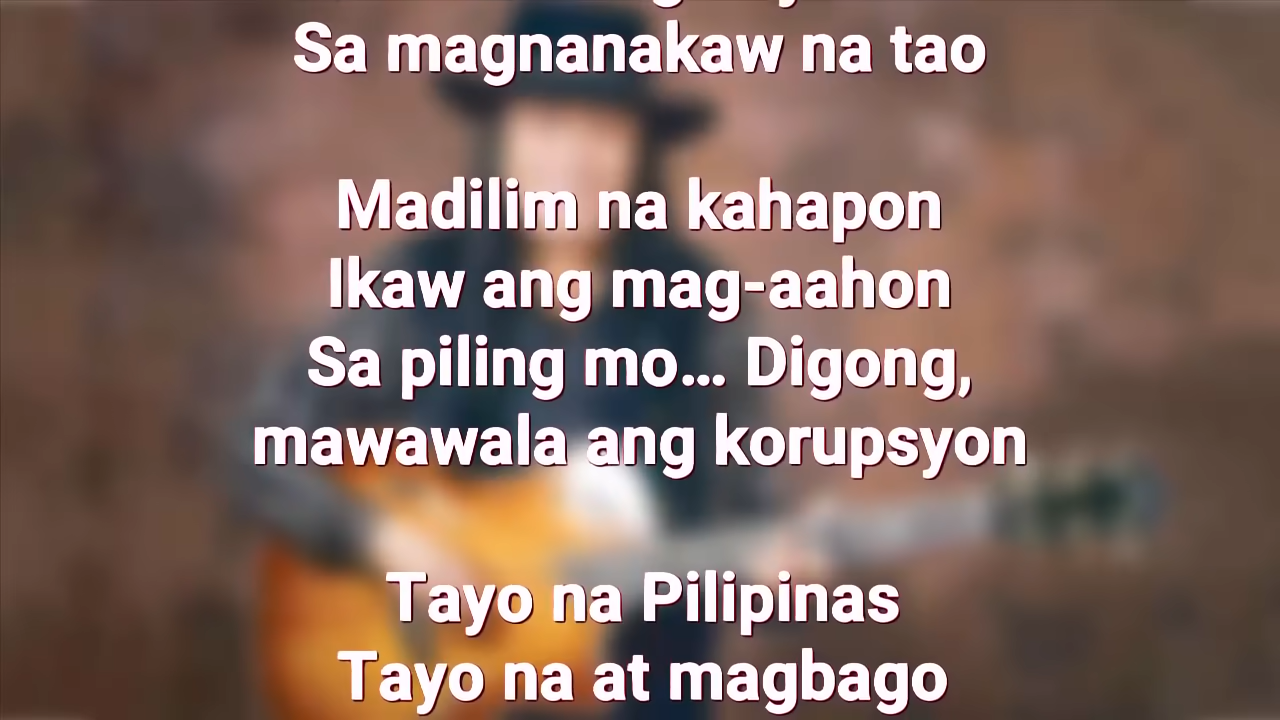 Sa magnanakaw na tao
Madilim na kahapon
Ikaw ang mag-aahon
Sa piling mo... Digong,
mawawala ang korupsyon
Tayo na Pilipinas
Tayo na at magbago